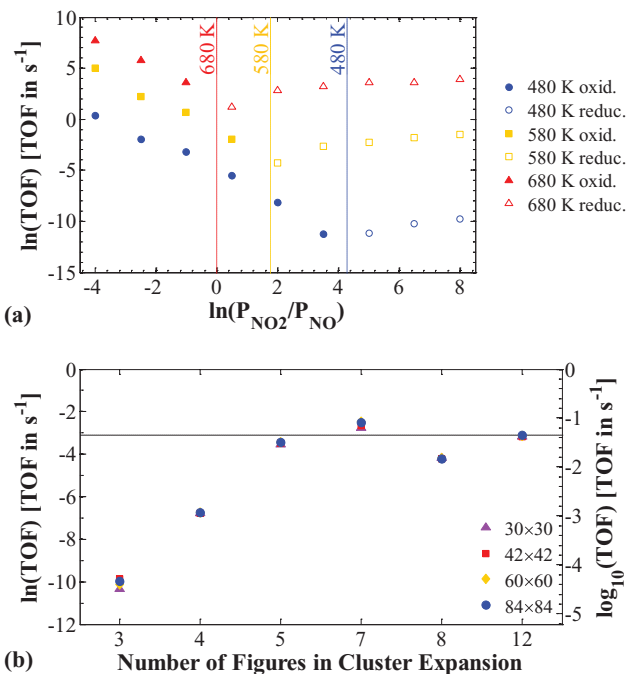 680 K
580 K
480 K
15
10
5
0
-5
-10
-15
ln(TOF) [TOF in s⁻¹]
-4 -2 0 2 4 6 8
ln(P_NO2/P_NO)
480 K oxid.
480 K reduc.
580 K oxid.
580 K reduc.
680 K oxid.
680 K reduc.
(a)
0
-2
-4
-6
-8
-10
-12
ln(TOF) [TOF in s⁻¹]
0
-1
-2
-3
-4
-5
log₁₀(TOF) [TOF in s⁻¹]
30×30
42×42
60×60
84×84
3 4 5 7 8 12
Number of Figures in Cluster Expansion
(b)